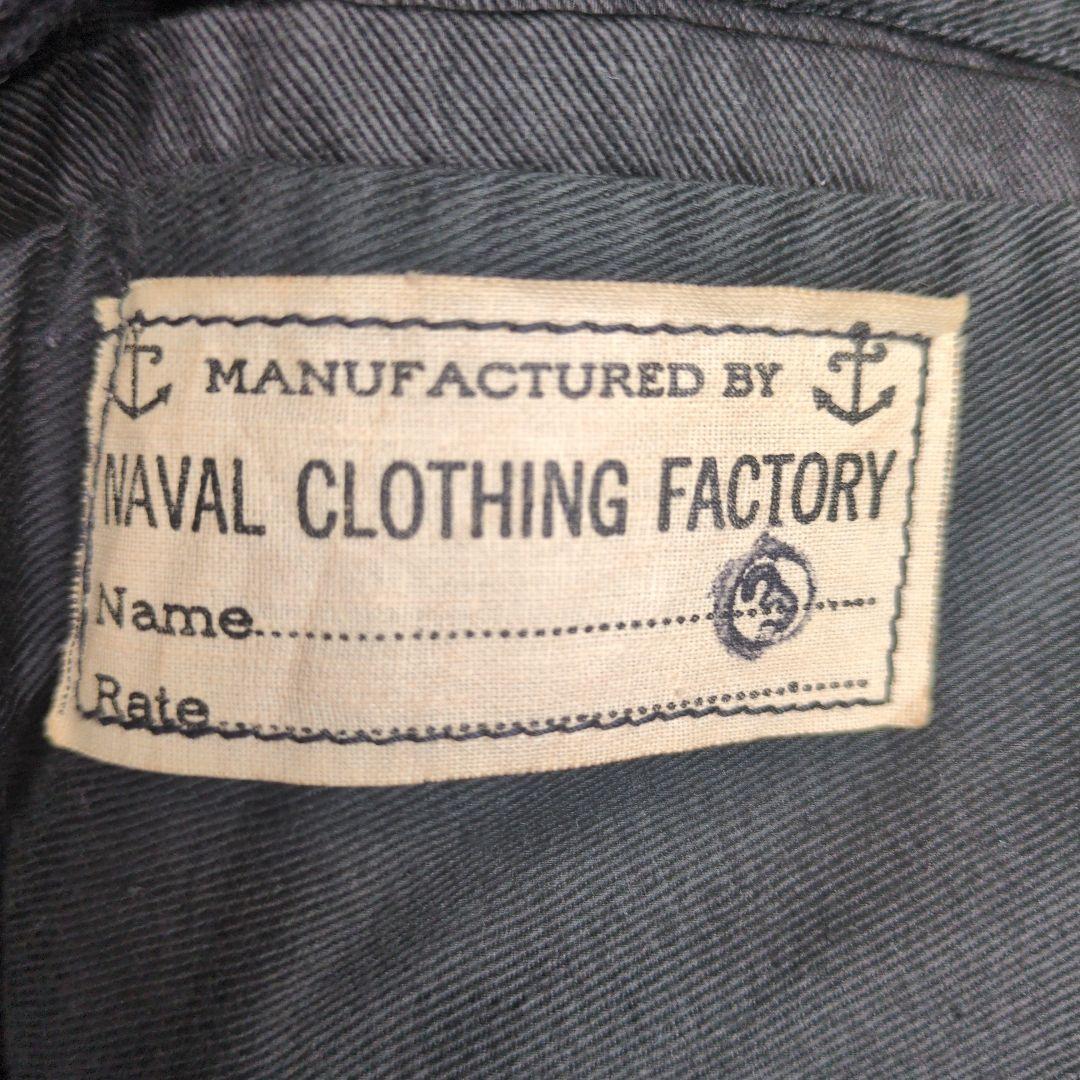 MANUFACTURED BY
NAVAL CLOTHING FACTORY
Name
Rate